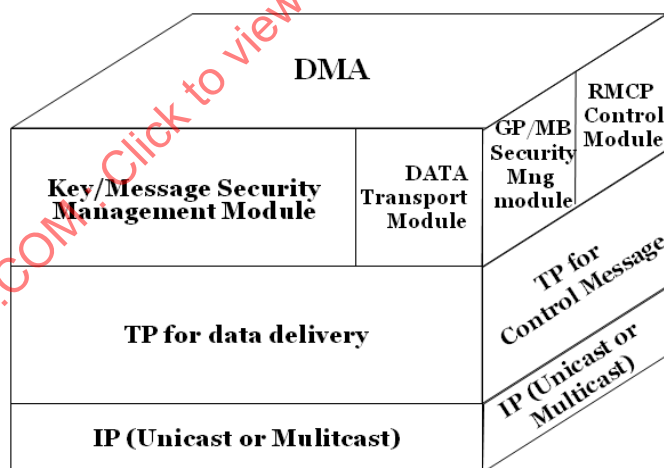 DMA
Key/Message Security
Management Module
DATA
Transport
Module
GP/MB
Security
Mng
module
RMCP
Control
Module
TP for data delivery
TP for
Control Message
IP (Unicast or Mulitcast)
IP (Unicast or
Multicast)
.COM : Click to view